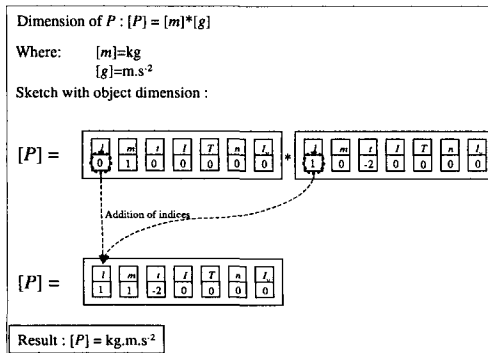 Dimension of P : [P] = [m]*[g]
Where: [m]=kg
[g]=m.s⁻²
Sketch with object dimension :
[P] = l m t I T n Iᵥ * l m t I T n Iᵥ
0 1 0 0 0 0 0 1 0 -2 0 0 0 0
Addition of indices
[P] = l m t I T n Iᵥ
1 1 -2 0 0 0 0
Result : [P] = kg.m.s⁻²